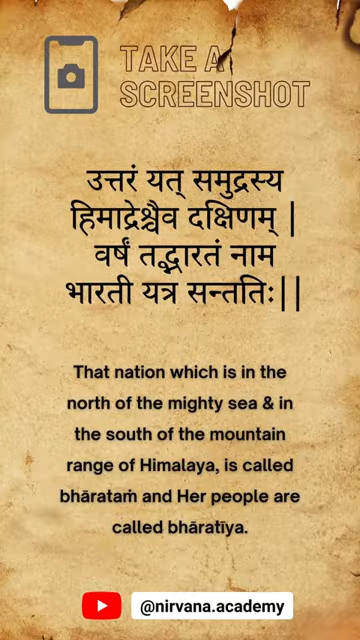 TAKE A
SCREENSHOT
उत्तरं यत् समुद्रस्य
हिमाद्रेश्चैव दक्षिणम् |
वर्षं तद्भारतं नाम
भारती यत्र सन्ततिः||
That nation which is in the
north of the mighty sea & in
the south of the mountain
range of Himalaya, is called
bhārataṁ and Her people are
called bhāratīya.
@nirvana.academy